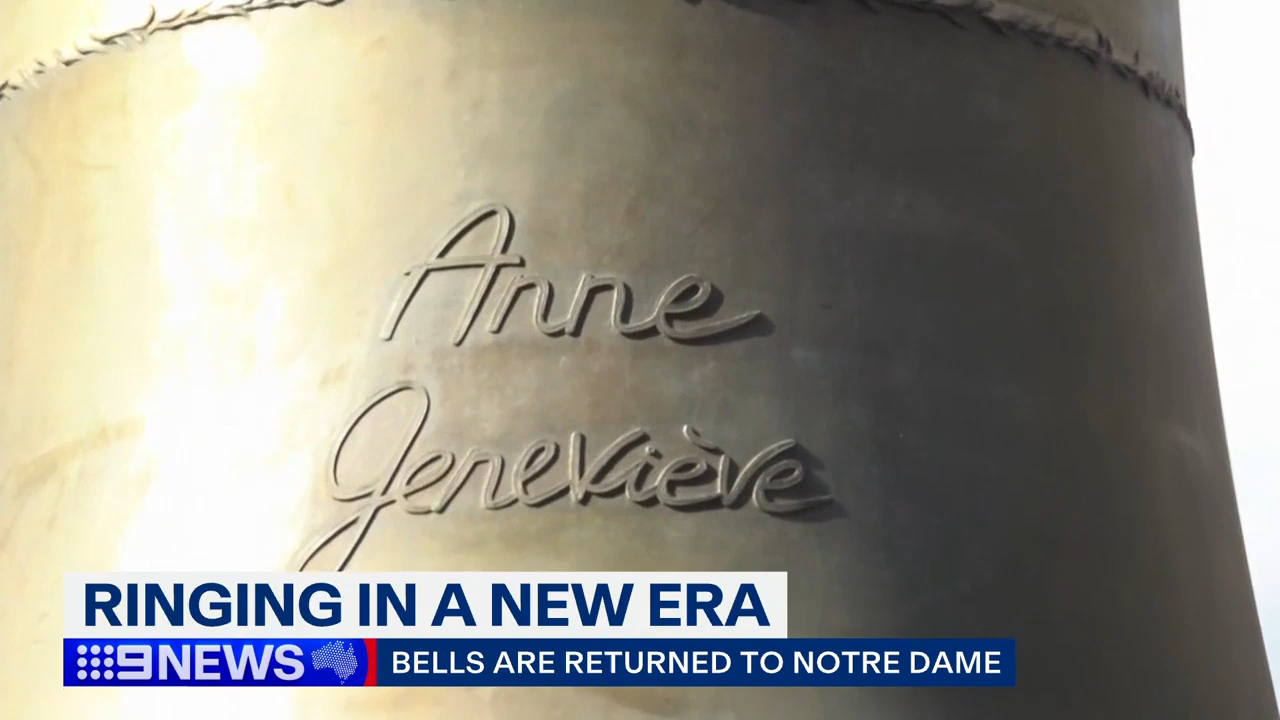 Anne
Geneviève
RINGING IN A NEW ERA
9NEWS
BELLS ARE RETURNED TO NOTRE DAME